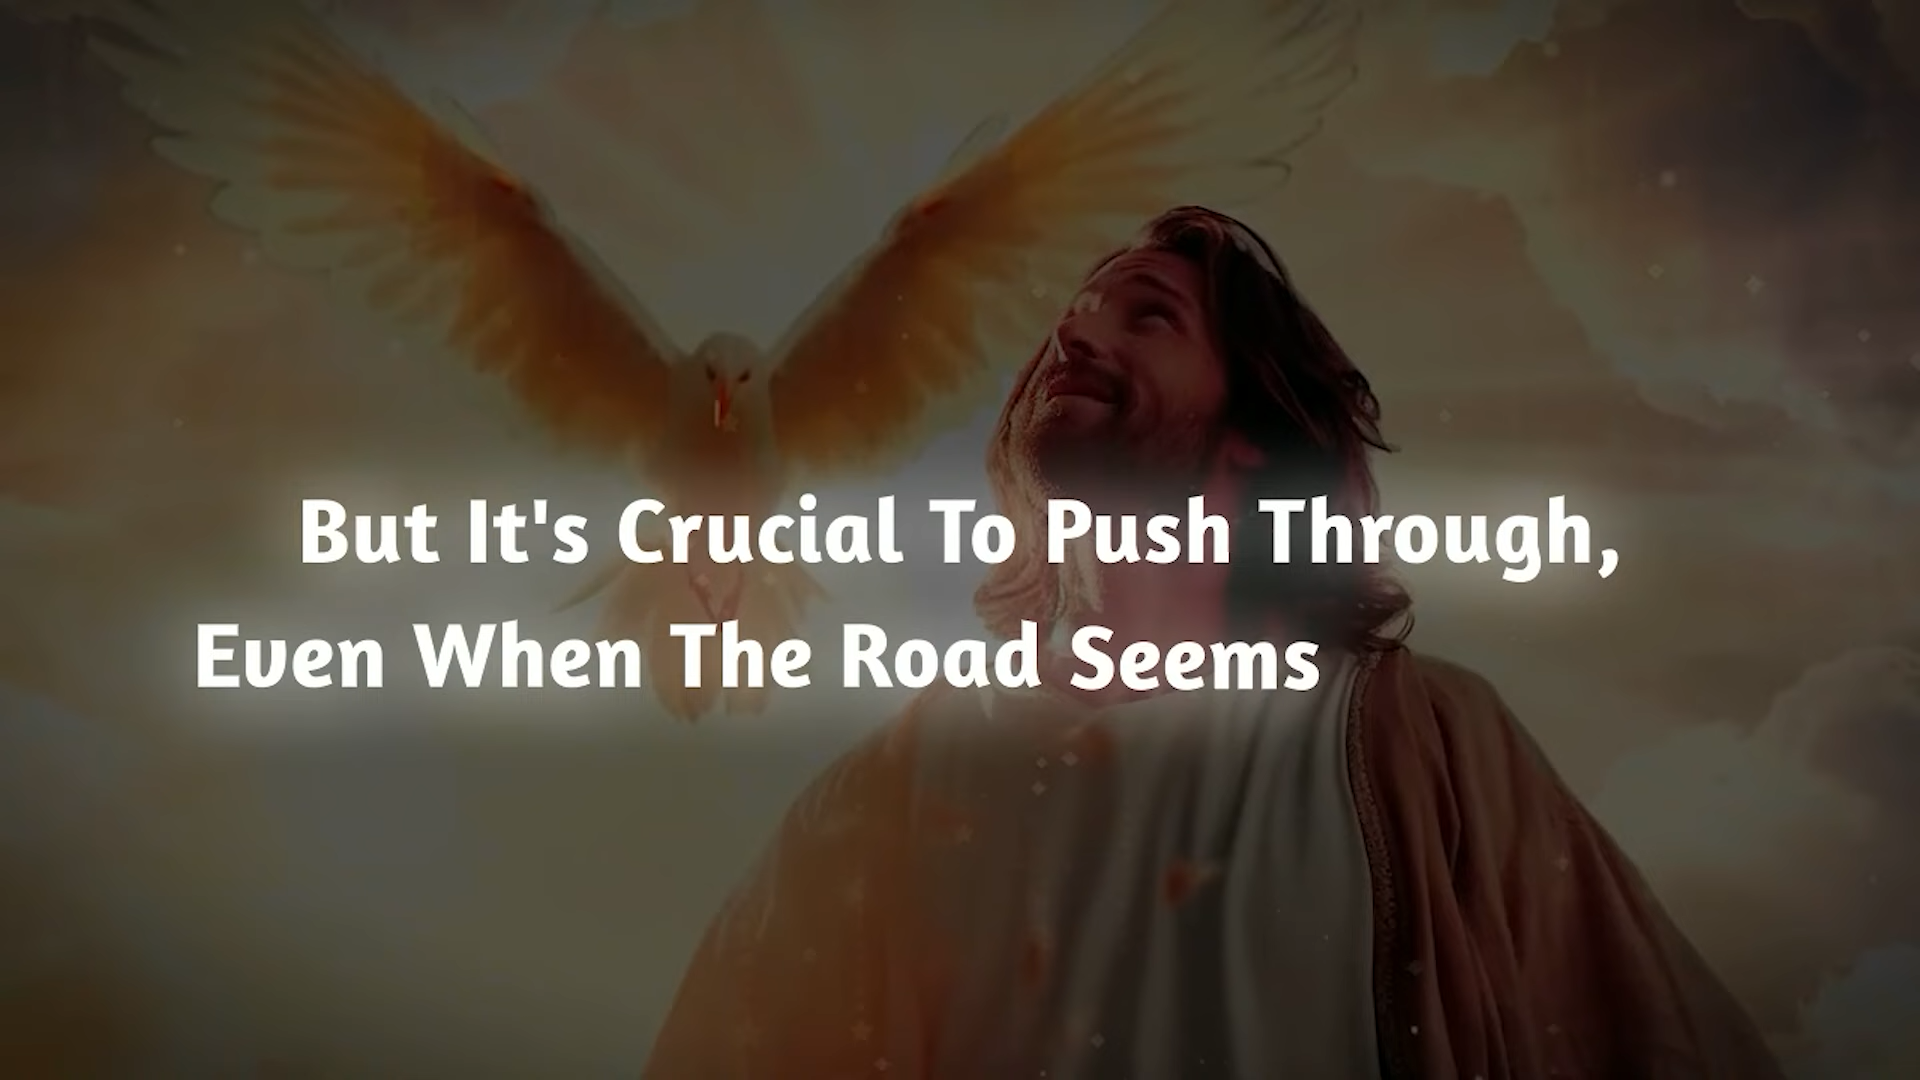 But It's Crucial To Push Through,
Even When The Road Seems